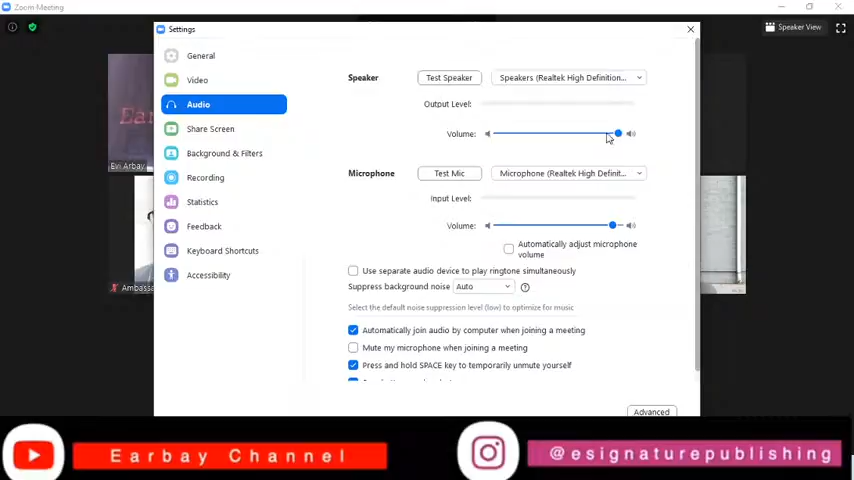 Zoom Meeting
Speaker View
Settings
General
Video
Audio
Share Screen
Background & Filters
Recording
Statistics
Feedback
Keyboard Shortcuts
Accessibility
Speaker
Test Speaker
Speakers (Realtek High Definition...
Output Level:
Volume:
Microphone
Test Mic
Microphone (Realtek High Definit...
Input Level:
Volume:
Automatically adjust microphone
volume
Use separate audio device to play ringtone simultaneously
Suppress background noise
Auto
Select the default noise suppression level (low) to optimize for music
Automatically join audio by computer when joining a meeting
Mute my microphone when joining a meeting
Press and hold SPACE key to temporarily unmute yourself
Advanced
Evi Arbay
Ambassa
Earbay Channel
@esignaturepublishing